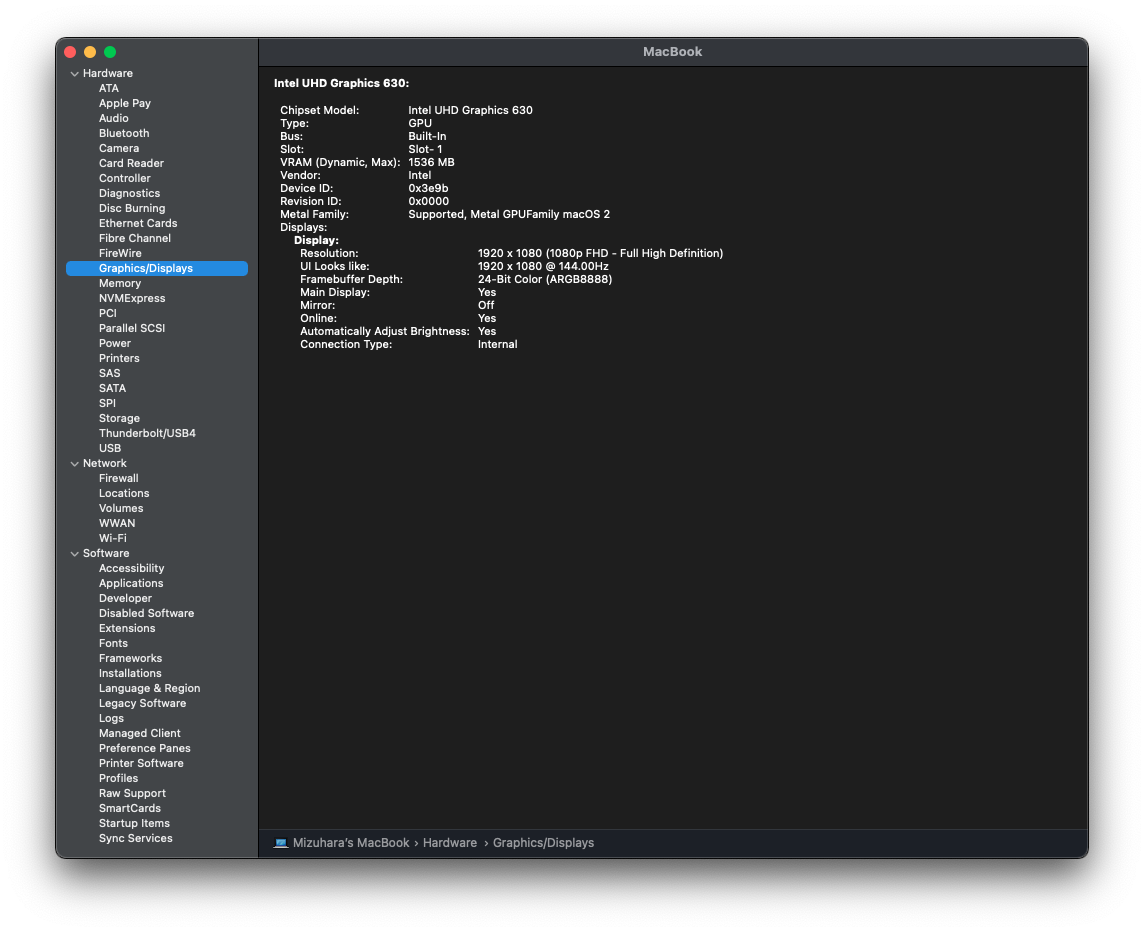 MacBook
Hardware
ATA
Apple Pay
Audio
Bluetooth
Camera
Card Reader
Controller
Diagnostics
Disc Burning
Ethernet Cards
Fibre Channel
FireWire
Graphics/Displays
Memory
NVMExpress
PCI
Parallel SCSI
Power
Printers
SAS
SATA
SPI
Storage
Thunderbolt/USB4
USB
Network
Firewall
Locations
Volumes
WWAN
Wi-Fi
Software
Accessibility
Applications
Developer
Disabled Software
Extensions
Fonts
Frameworks
Installations
Language & Region
Legacy Software
Logs
Managed Client
Preference Panes
Printer Software
Profiles
Raw Support
SmartCards
Startup Items
Sync Services
Intel UHD Graphics 630:
Chipset Model: Intel UHD Graphics 630
Type: GPU
Bus: Built-In
Slot: Slot- 1
VRAM (Dynamic, Max): 1536 MB
Vendor: Intel
Device ID: 0x3e9b
Revision ID: 0x0000
Metal Family: Supported, Metal GPUFamily macOS 2
Displays:
Display:
Resolution: 1920 x 1080 (1080p FHD - Full High Definition)
UI Looks like: 1920 x 1080 @ 144.00Hz
Framebuffer Depth: 24-Bit Color (ARGB8888)
Main Display: Yes
Mirror: Off
Online: Yes
Automatically Adjust Brightness: Yes
Connection Type: Internal
Mizuhara's MacBook › Hardware › Graphics/Displays